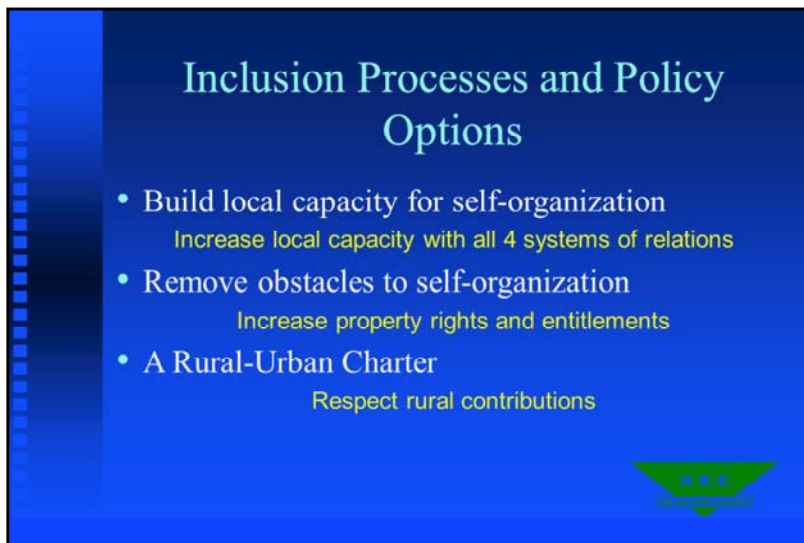 Inclusion Processes and Policy
Options
• Build local capacity for self-organization
Increase local capacity with all 4 systems of relations
• Remove obstacles to self-organization
Increase property rights and entitlements
• A Rural-Urban Charter
Respect rural contributions
N R E